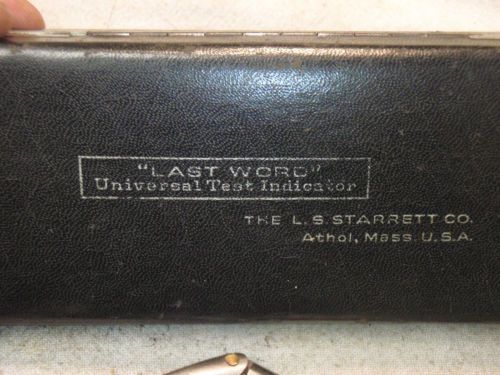 "LAST WORD"
Universal Test Indicator
THE L. S. STARRETT CO.
Athol, Mass. U.S.A.